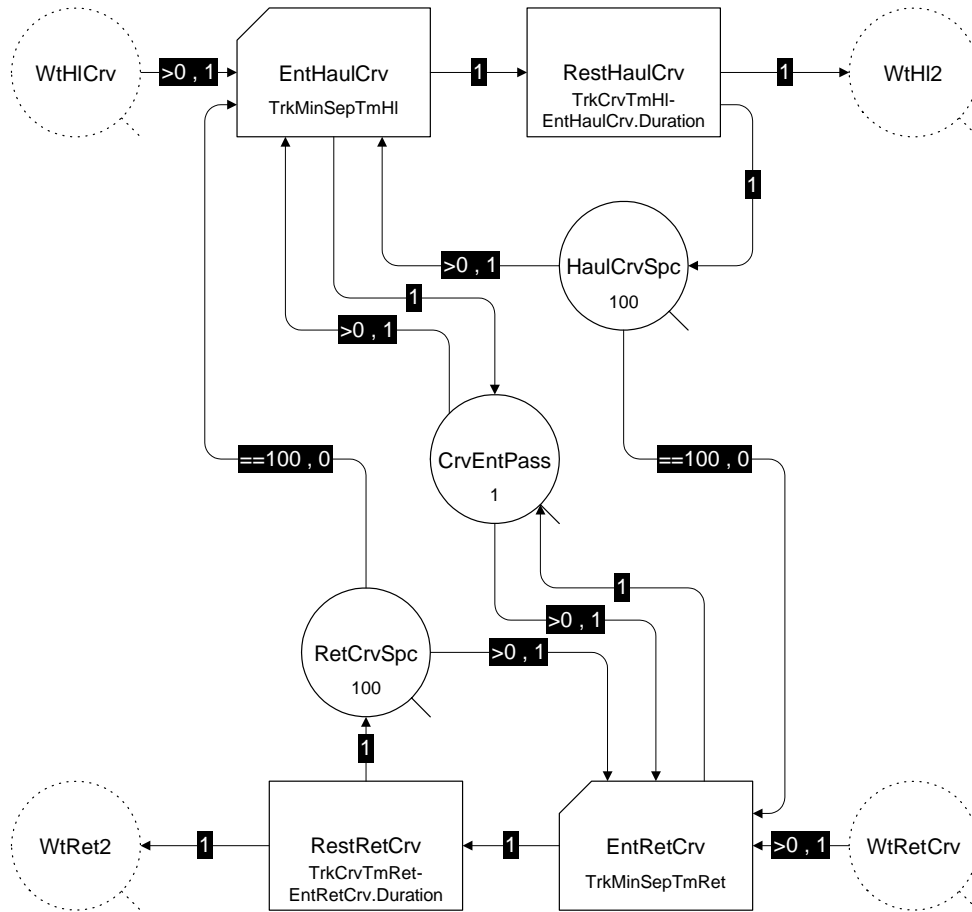 WtHlCrv
>0 , 1
EntHaulCrv
TrkMinSepTmHl
1
RestHaulCrv
TrkCrvTmHl-
EntHaulCrv.Duration
1
WtHl2
1
HaulCrvSpc
100
>0 , 1
1
>0 , 1
==100 , 0
CrvEntPass
1
==100 , 0
1
>0 , 1
RetCrvSpc
100
>0 , 1
1
WtRet2
1
RestRetCrv
TrkCrvTmRet-
EntRetCrv.Duration
1
EntRetCrv
TrkMinSepTmRet
>0 , 1
WtRetCrv